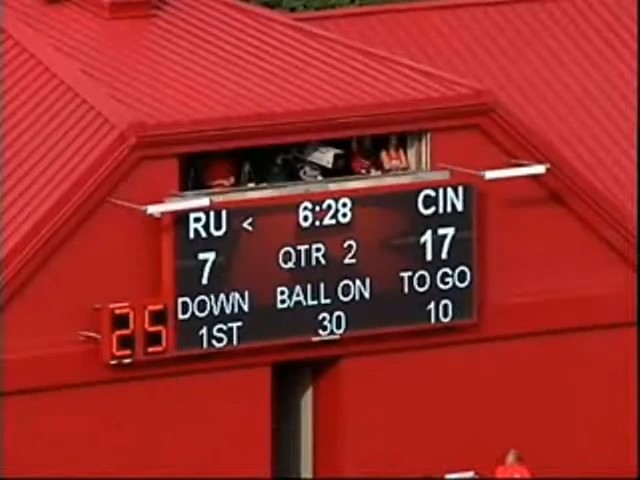 RU < 6:28 CIN
7 QTR 2 17
DOWN BALL ON TO GO
1ST 30 10
25